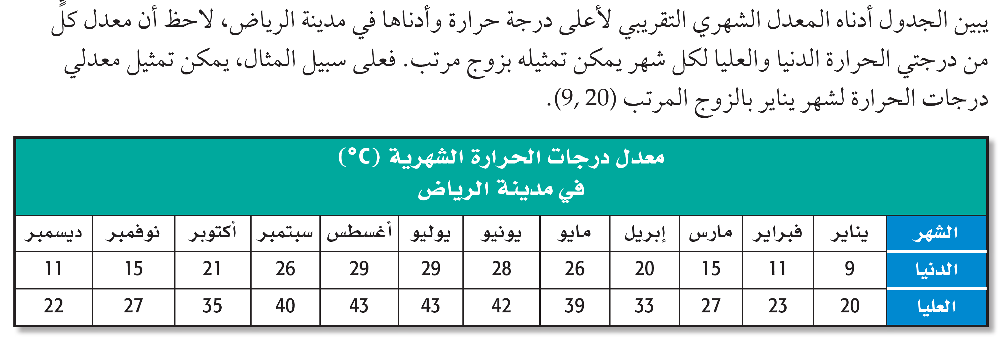 يبين الجدول أدناه المعدل الشهري التقريبي لأعلى درجة حرارة وأدناها في مدينة الرياض، لاحظ أن معدل كلٍّ
من درجتي الحرارة الدنيا والعليا لكل شهر يمكن تمثيله بزوج مرتب. فعلى سبيل المثال، يمكن تمثيل معدلي
درجات الحرارة لشهر يناير بالزوج المرتب (9, 20).
معدل درجات الحرارة الشهرية (°C)
في مدينة الرياض
الشهر يناير فبراير مارس إبريل مايو يونيو يوليو أغسطس سبتمبر أكتوبر نوفمبر ديسمبر
الدنيا 9 11 15 20 26 28 29 29 26 21 15 11
العليا 20 23 27 33 39 42 43 43 40 35 27 22